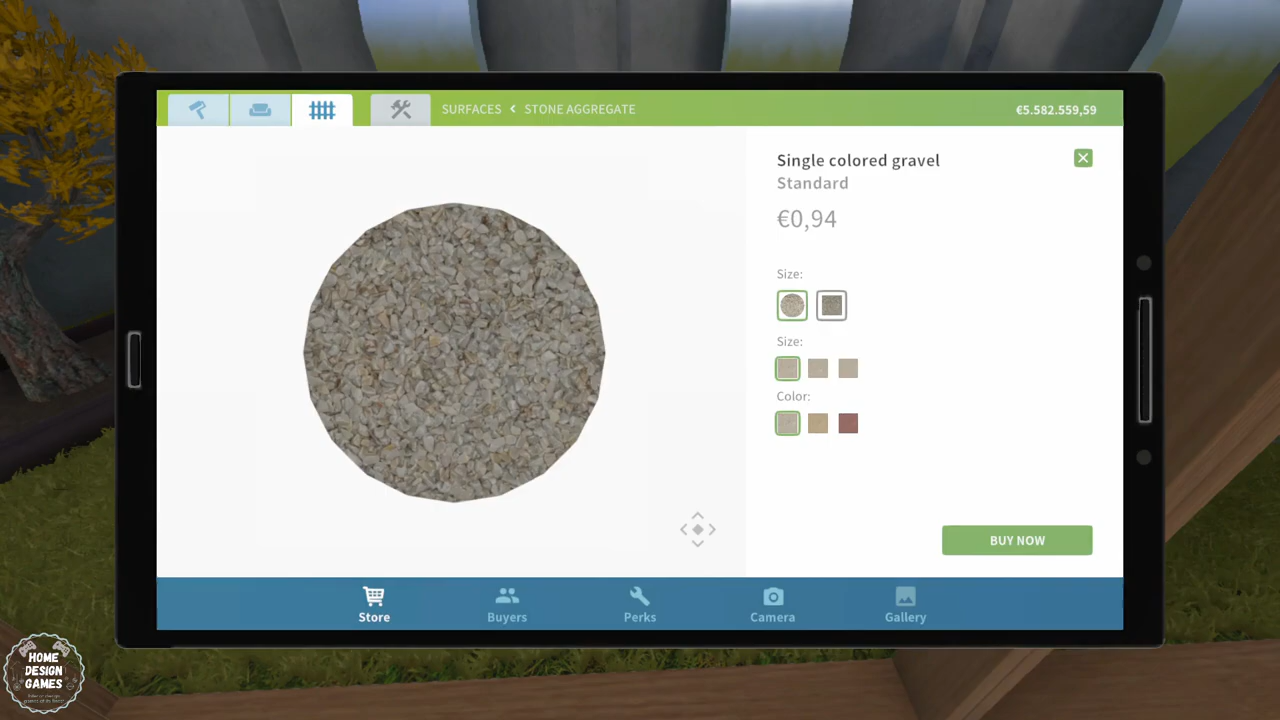 SURFACES < STONE AGGREGATE
€5.582.559,59
Single colored gravel
Standard
€0,94
Size:
Size:
Color:
BUY NOW
Store
Buyers
Perks
Camera
Gallery
HOME
DESIGN
GAMES